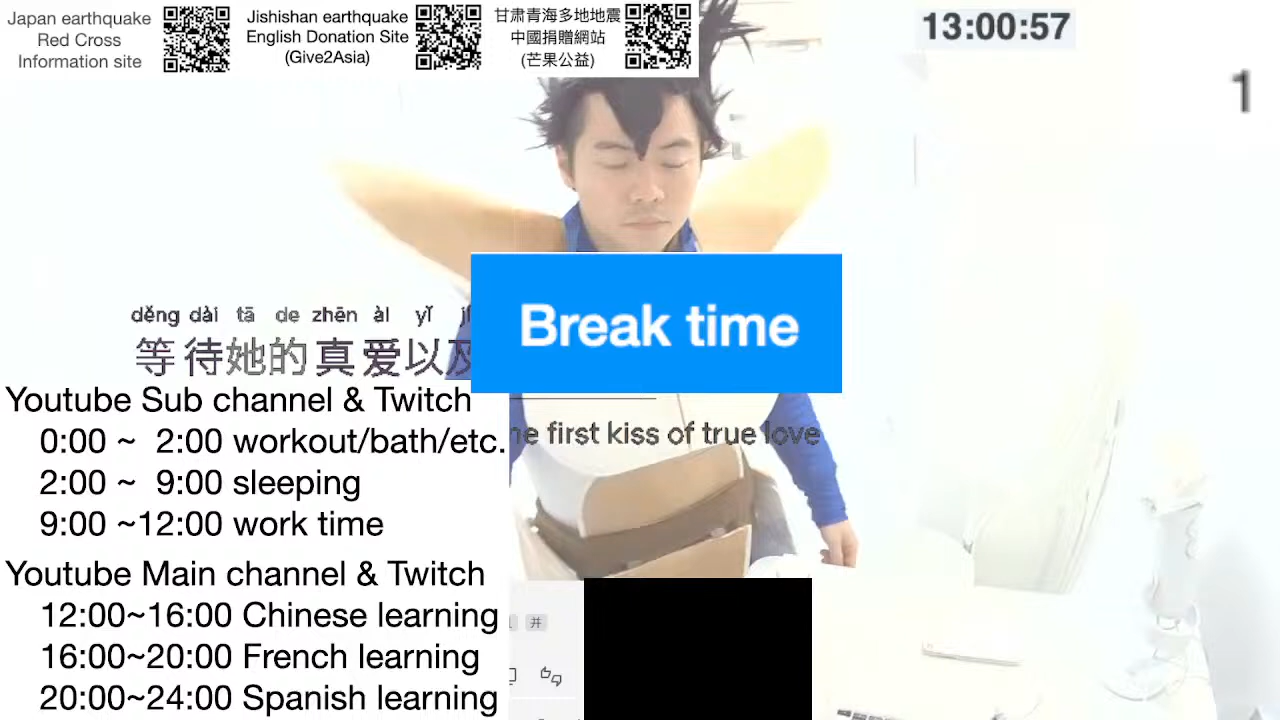 Japan earthquake
Red Cross
Information site
Jishishan earthquake
English Donation Site
(Give2Asia)
甘肃青海多地地震
中國捐贈網站
(芒果公益)
13:00:57
1
děng dài tā de zhēn ài yǐ
等待她的真爱以及
Break time
first kiss of true love
Youtube Sub channel & Twitch
0:00 ~ 2:00 workout/bath/etc.
2:00 ~ 9:00 sleeping
9:00 ~12:00 work time
Youtube Main channel & Twitch
12:00~16:00 Chinese learning
16:00~20:00 French learning
20:00~24:00 Spanish learning
并